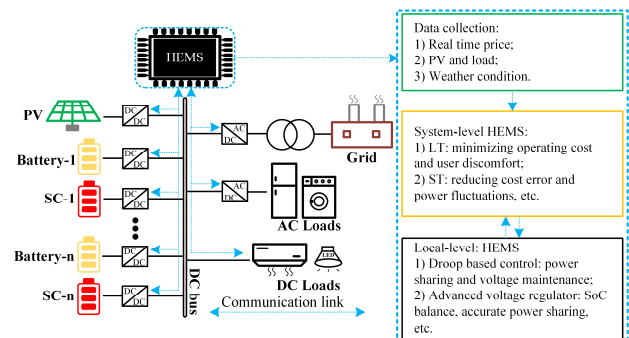 HEMS
PV
DC
DC
Battery-1
DC
DC
SC-1
DC
DC
Battery-n
DC
DC
SC-n
DC
DC
DC bus
AC
DC
Grid
AC
DC
AC Loads
LED
DC Loads
Communication link
Data collection:
1) Real time price;
2) PV and load;
3) Weather condition.
System-level HEMS:
1) LT: minimizing operating cost
and user discomfort;
2) ST: reducing cost error and
power fluctuations, etc.
Local-level: HEMS
1) Droop based control: power
sharing and voltage maintenance;
2) Advanced voltage regulator: SoC
balance, accurate power sharing,
etc.